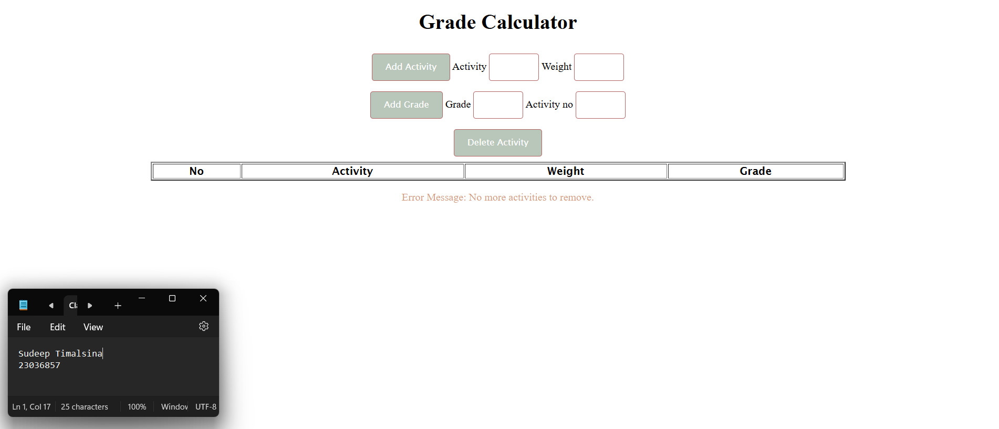 Grade Calculator
Add Activity Activity Weight
Add Grade Grade Activity no
Delete Activity
No Activity Weight Grade
Error Message: No more activities to remove.
File Edit View
Sudeep Timalsina
23036857
Ln 1, Col 17 25 characters 100% UTF-8